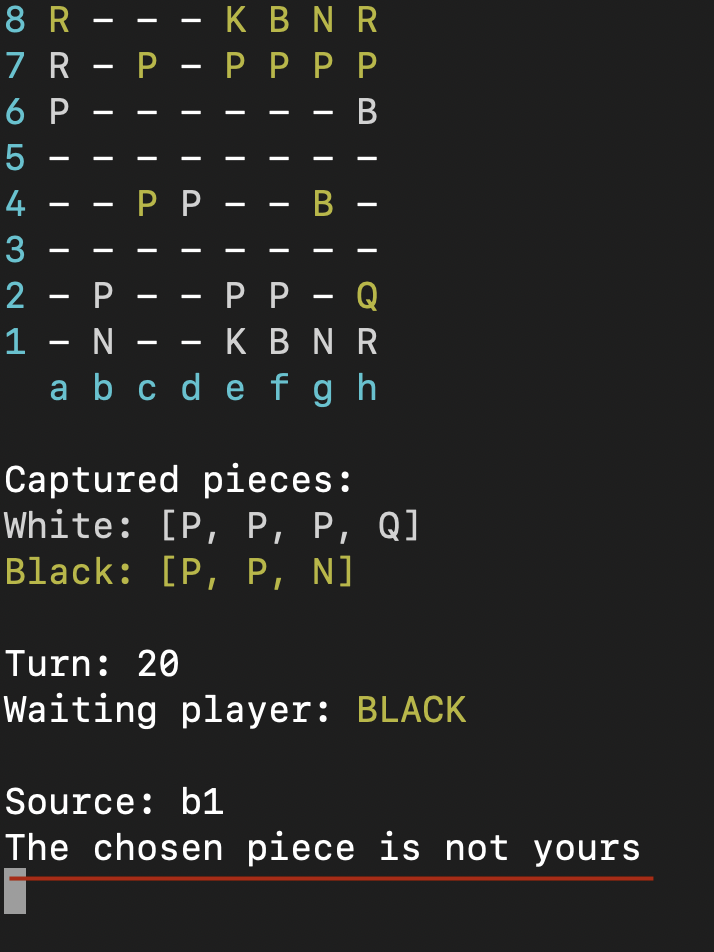 8 R – – – K B N R
7 R – P – P P P P
6 P – – – – – – B
5 – – – – – – – –
4 – – P P – – B –
3 – – – – – – – –
2 – P – – P P – Q
1 – N – – K B N R
a b c d e f g h
Captured pieces:
White: [P, P, P, Q]
Black: [P, P, N]
Turn: 20
Waiting player: BLACK
Source: b1
The chosen piece is not yours